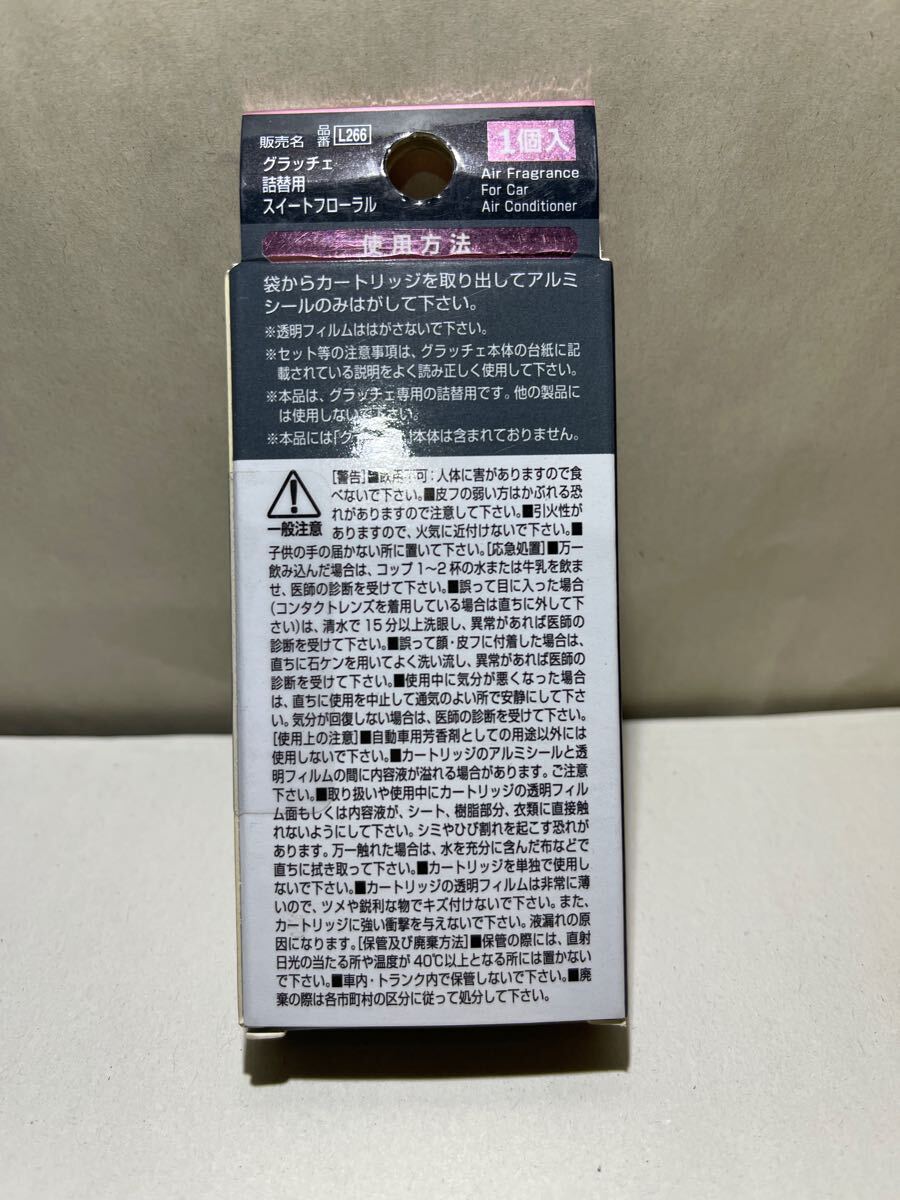 販売名 品番 L266
グラッチェ
詰替用
スイートフローラル
1個入
Air Fragrance
For Car
Air Conditioner
使用方法
袋からカートリッジを取り出してアルミ
シールのみはがして下さい。
※透明フィルムははがさないで下さい。
※セット等の注意事項は、グラッチェ本体の台紙に記
載されている説明をよく読み正しく使用して下さい。
※本品は、グラッチェ専用の詰替用です。他の製品に
は使用しないで下さい。
※本品には「グ」本体は含まれておりません。
一般注意
[警告]■飲用不可:人体に害がありますので食
べないで下さい。■皮フの弱い方はかぶれる恐
れがありますので注意して下さい。■引火性が
ありますので、火気に近付けないで下さい。■
子供の手の届かない所に置いて下さい。[応急処置]■万一
飲み込んだ場合は、コップ1〜2杯の水または牛乳を飲ま
せ、医師の診断を受けて下さい。■誤って目に入った場合
(コンタクトレンズを着用している場合は直ちに外して下
さい)は、清水で15分以上洗眼し、異常があれば医師の
診断を受けて下さい。■誤って顔・皮フに付着した場合は、
直ちに石ケンを用いてよく洗い流し、異常があれば医師の
診断を受けて下さい。■使用中に気分が悪くなった場合
は、直ちに使用を中止して通気のよい所で安静にして下さ
い。気分が回復しない場合は、医師の診断を受けて下さい。
[使用上の注意]■自動車用芳香剤としての用途以外には
使用しないで下さい。■カートリッジのアルミシールと透
明フィルムの間に内容液が溢れる場合があります。ご注意
下さい。■取り扱いや使用中にカートリッジの透明フィル
ム面もしくは内容液が、シート、樹脂部分、衣類に直接触
れないようにして下さい。シミやひび割れを起こす恐れが
あります。万一触れた場合は、水を充分に含んだ布などで
直ちに拭き取って下さい。■カートリッジを単独で使用し
ないで下さい。■カートリッジの透明フィルムは非常に薄
いので、ツメや鋭利な物でキズ付けないで下さい。また、
カートリッジに強い衝撃を与えないで下さい。液漏れの原
因になります。[保管及び廃棄方法]■保管の際には、直射
日光の当たる所や温度が40℃以上となる所には置かない
で下さい。■車内・トランク内で保管しないで下さい。■廃
棄の際は各市町村の区分に従って処分して下さい。